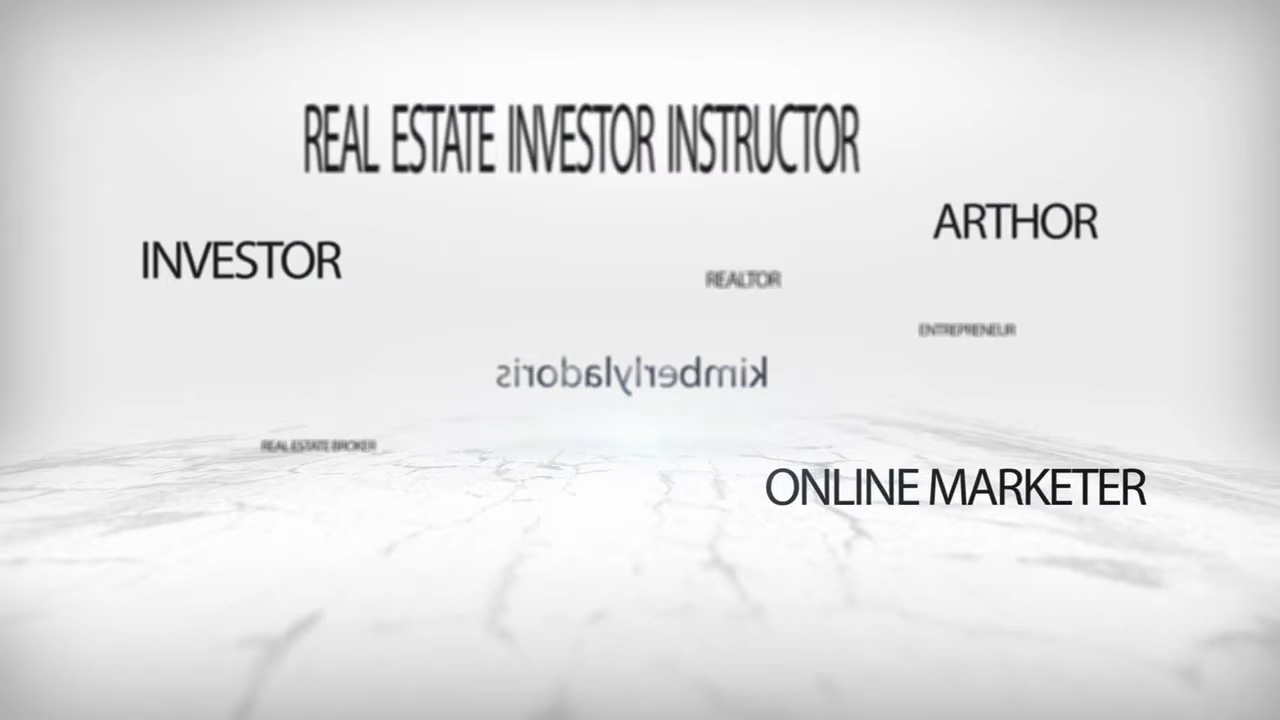 REAL ESTATE INVESTOR INSTRUCTOR
ARTHOR
INVESTOR
REALTOR
ENTREPRENEUR
kimberlyladoris
REAL ESTATE BROKER
ONLINE MARKETER